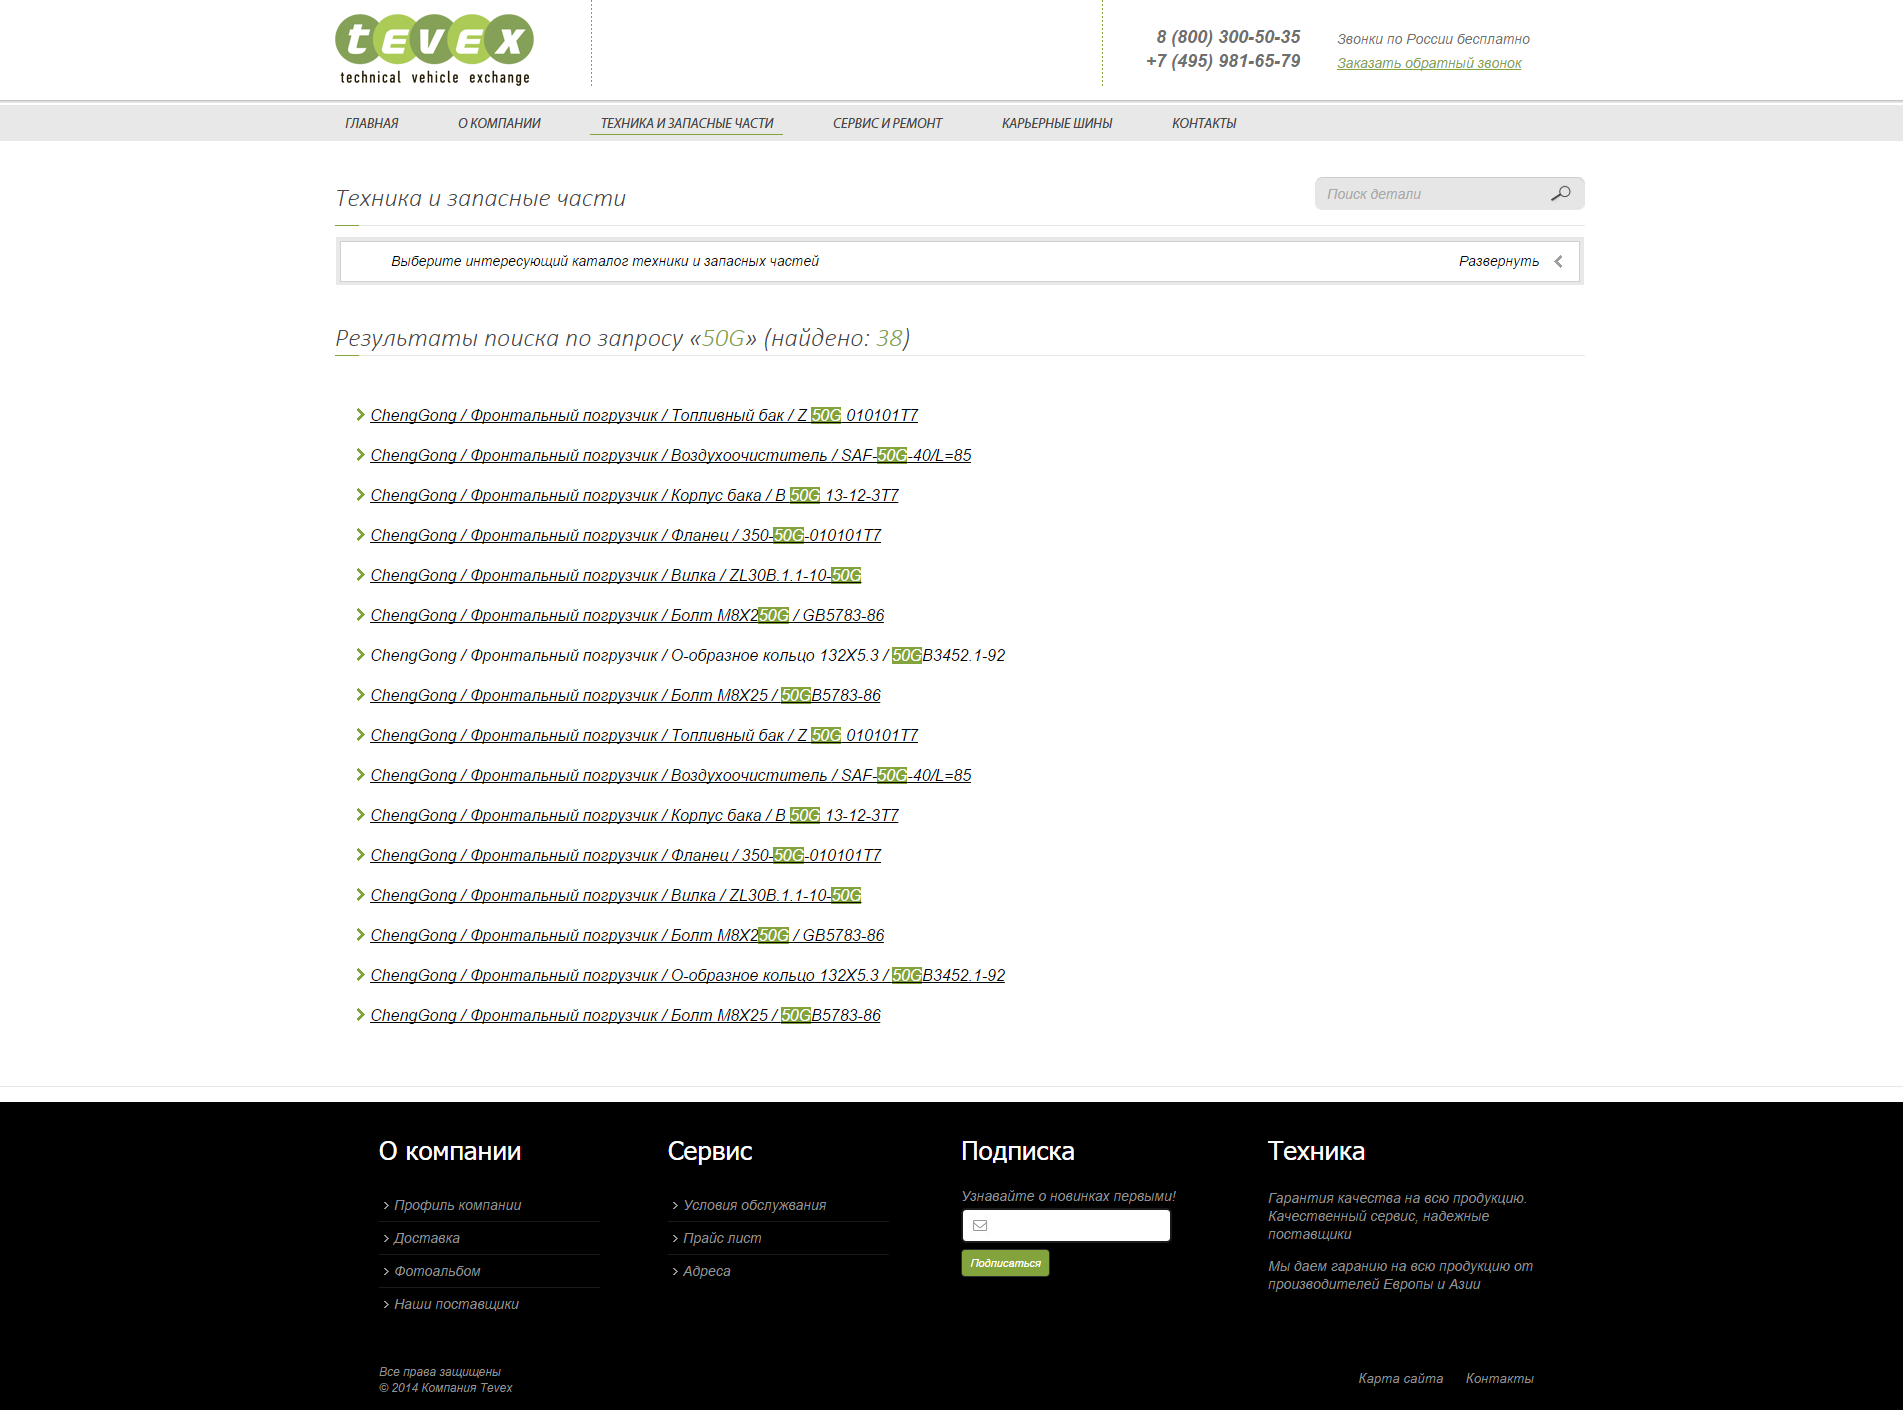 tevex
technical vehicle exchange
8 (800) 300-50-35
Звонки по России бесплатно
+7 (495) 981-65-79
Заказать обратный звонок
ГЛАВНАЯ О КОМПАНИИ ТЕХНИКА И ЗАПАСНЫЕ ЧАСТИ СЕРВИС И РЕМОНТ КАРЬЕРНЫЕ ШИНЫ КОНТАКТЫ
Техника и запасные части
Поиск детали
Выберите интересующий каталог техники и запасных частей
Развернуть
Результаты поиска по запросу «50G» (найдено: 38)
ChengGong / Фронтальный погрузчик / Топливный бак / Z 50G 010101T7
ChengGong / Фронтальный погрузчик / Воздухоочиститель / SAF-50G-40/L=85
ChengGong / Фронтальный погрузчик / Корпус бака / B 50G 13-12-3T7
ChengGong / Фронтальный погрузчик / Фланец / 350-50G-010101T7
ChengGong / Фронтальный погрузчик / Вилка / ZL30B.1.1-10-50G
ChengGong / Фронтальный погрузчик / Болт M8X250G / GB5783-86
ChengGong / Фронтальный погрузчик / О-образное кольцо 132X5.3 / 50GB3452.1-92
ChengGong / Фронтальный погрузчик / Болт M8X25 / 50GB5783-86
ChengGong / Фронтальный погрузчик / Топливный бак / Z 50G 010101T7
ChengGong / Фронтальный погрузчик / Воздухоочиститель / SAF-50G-40/L=85
ChengGong / Фронтальный погрузчик / Корпус бака / B 50G 13-12-3T7
ChengGong / Фронтальный погрузчик / Фланец / 350-50G-010101T7
ChengGong / Фронтальный погрузчик / Вилка / ZL30B.1.1-10-50G
ChengGong / Фронтальный погрузчик / Болт M8X250G / GB5783-86
ChengGong / Фронтальный погрузчик / О-образное кольцо 132X5.3 / 50GB3452.1-92
ChengGong / Фронтальный погрузчик / Болт M8X25 / 50GB5783-86
О компании
Профиль компании
Доставка
Фотоальбом
Наши поставщики
Сервис
Условия обслужвания
Прайс лист
Адреса
Подписка
Узнавайте о новинках первыми!
Подписаться
Техника
Гарантия качества на всю продукцию.
Качественный сервис, надежные
поставщики
Мы даем гаранию на всю продукцию от
производителей Европы и Азии
Все права защищены
© 2014 Компания Tevex
Карта сайта Контакты